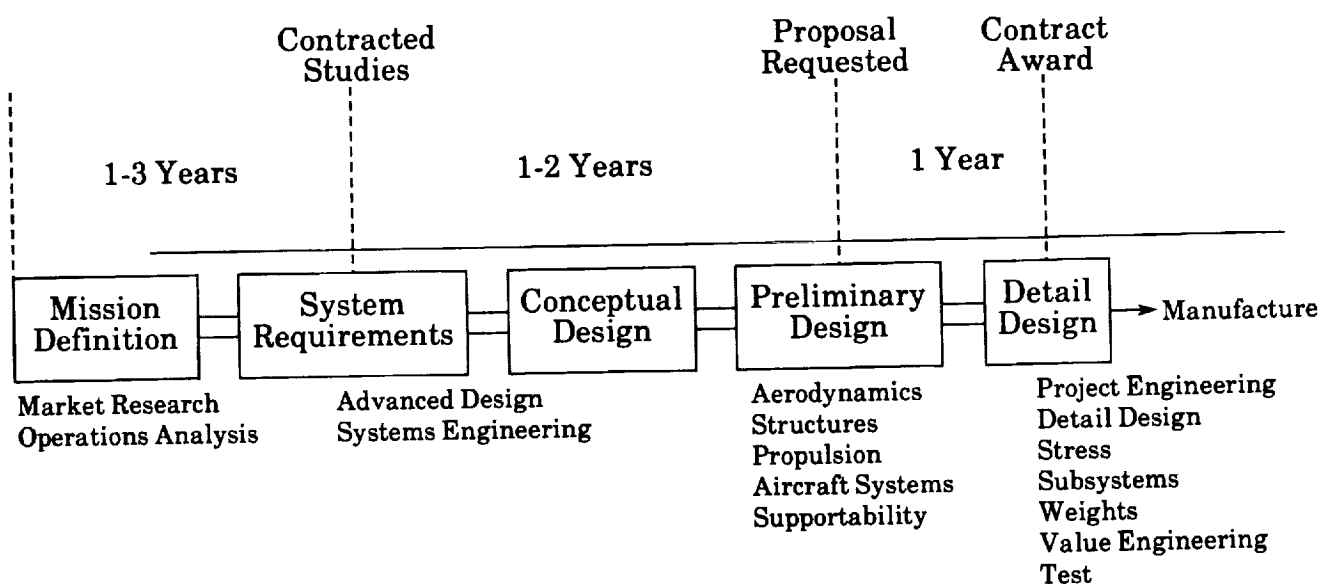 Contracted
Studies
Proposal
Requested
Contract
Award
1-3 Years
1-2 Years
1 Year
Mission
Definition
System
Requirements
Conceptual
Design
Preliminary
Design
Detail
Design
Manufacture
Market Research
Operations Analysis
Advanced Design
Systems Engineering
Aerodynamics
Structures
Propulsion
Aircraft Systems
Supportability
Project Engineering
Detail Design
Stress
Subsystems
Weights
Value Engineering
Test